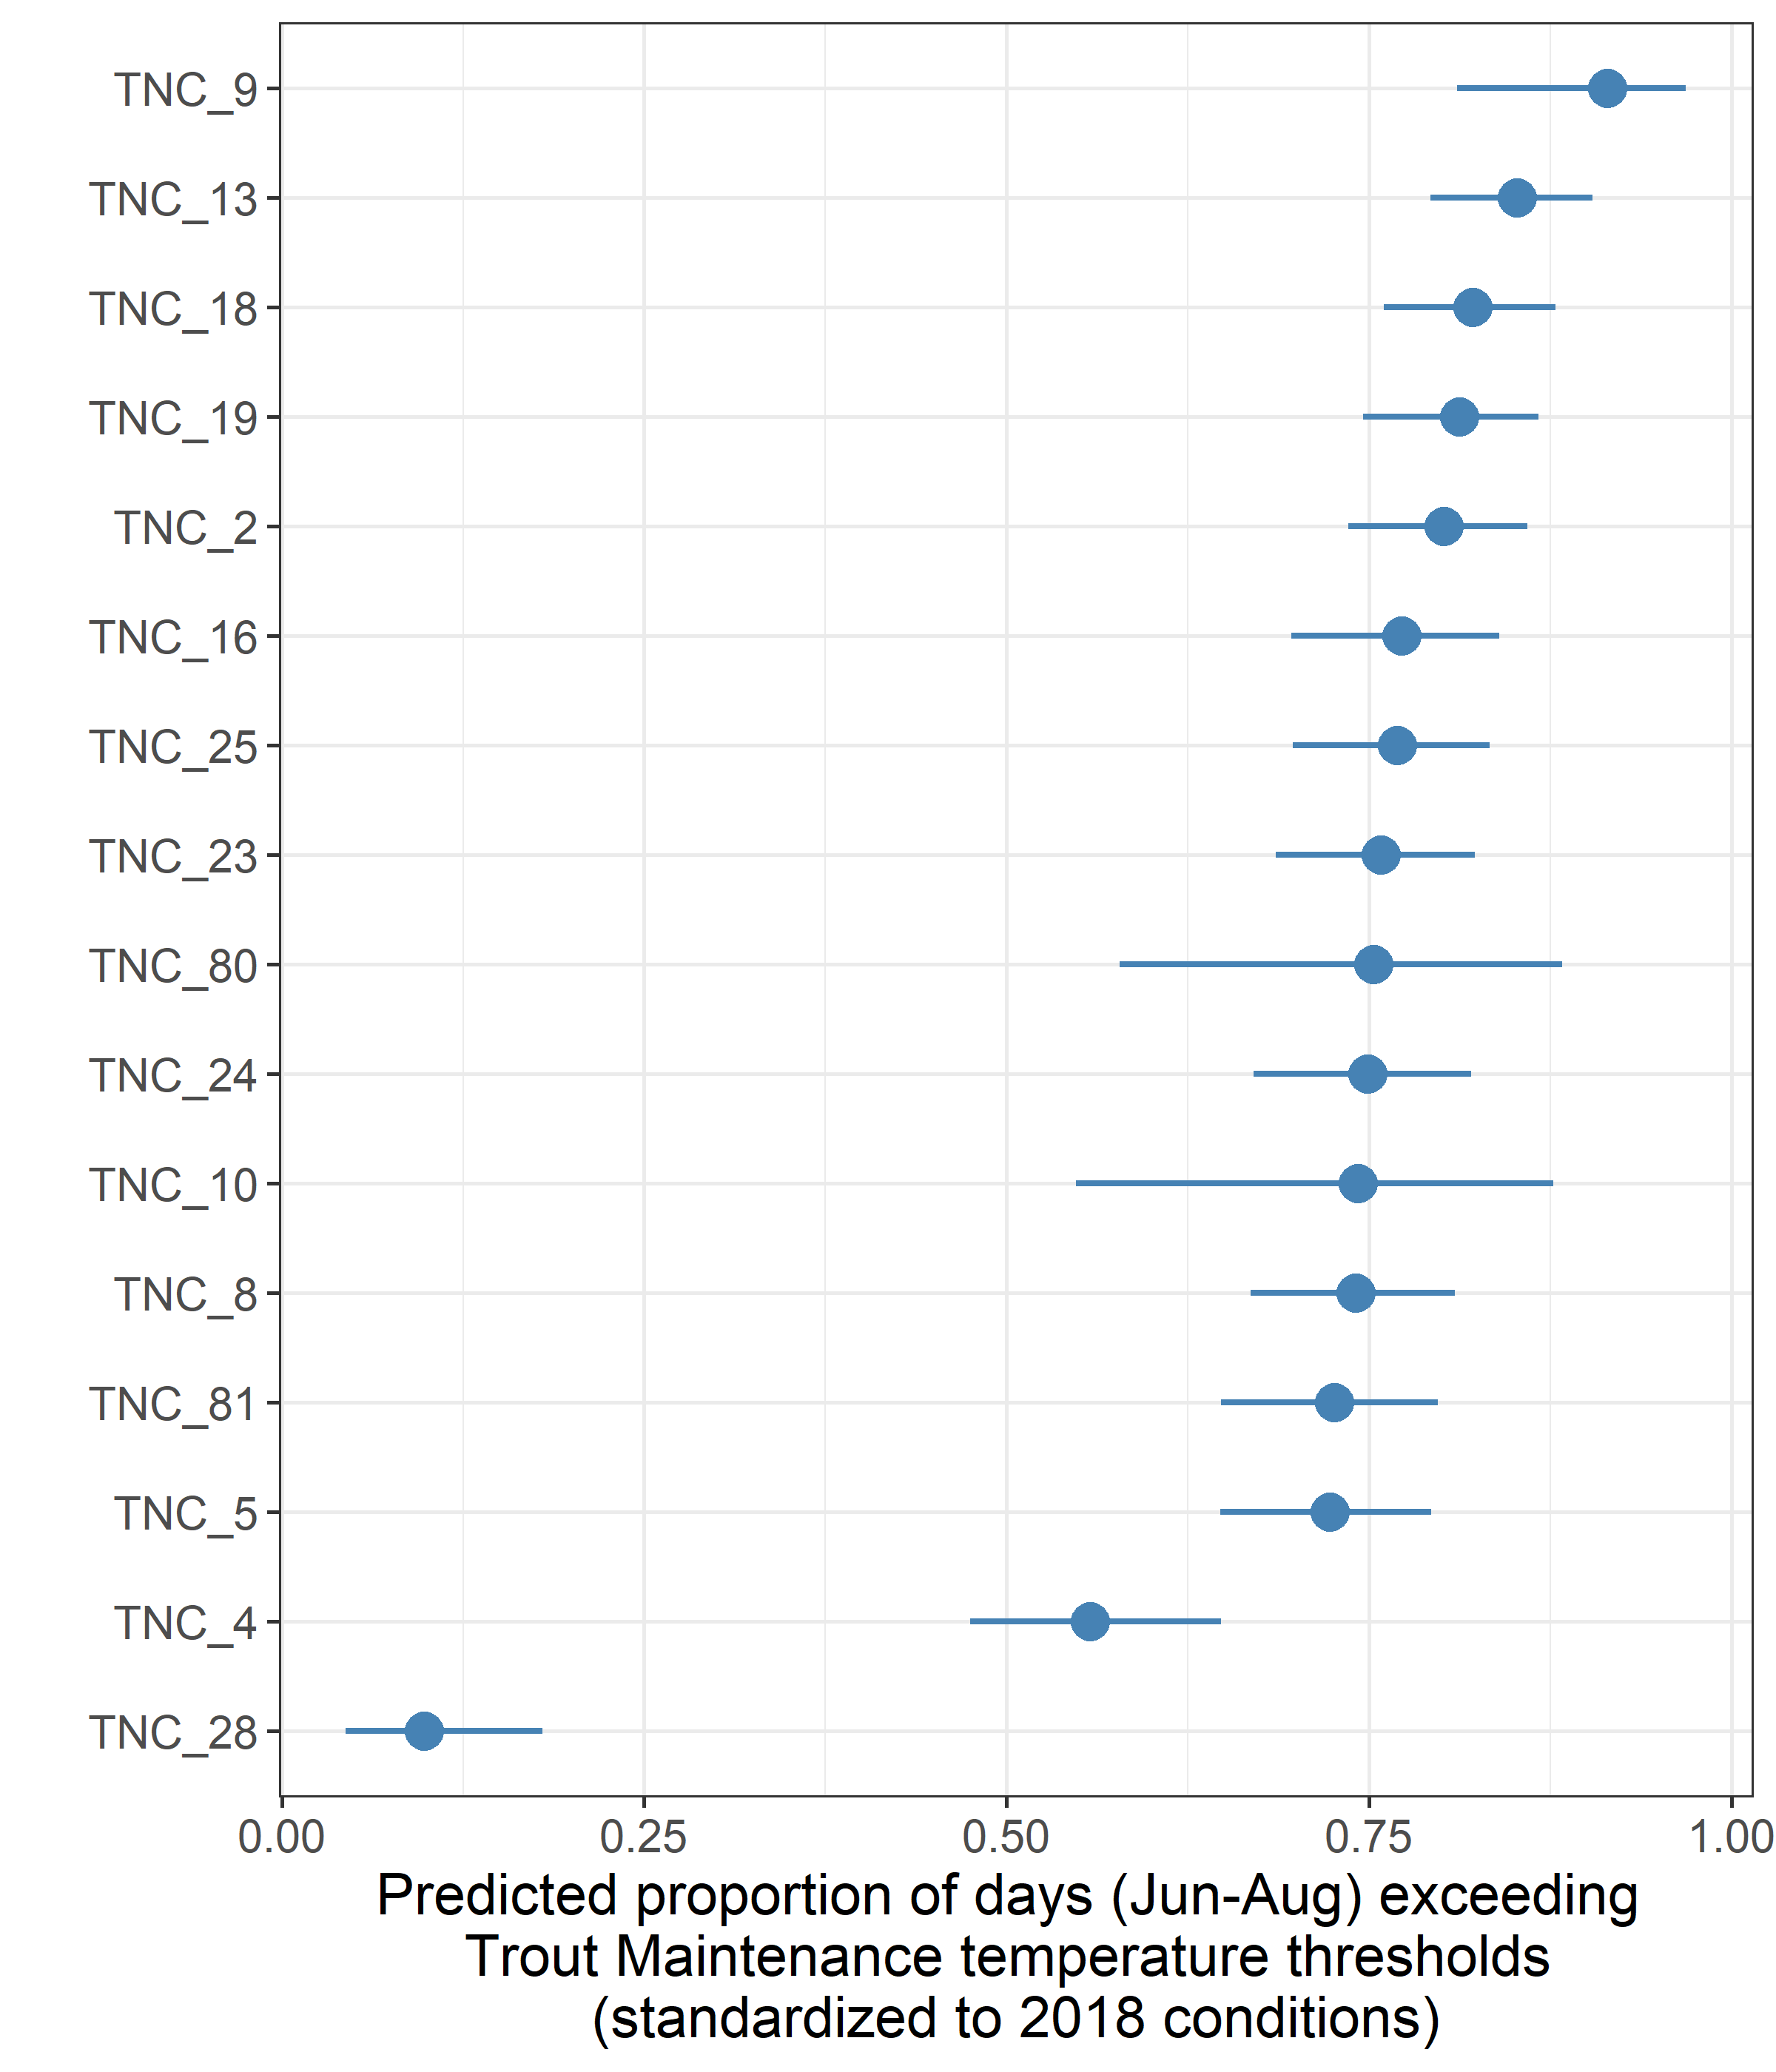 TNC_9
TNC_13
TNC_18
TNC_19
TNC_2
TNC_16
TNC_25
TNC_23
TNC_80
TNC_24
TNC_10
TNC_8
TNC_81
TNC_5
TNC_4
TNC_28
0.00 0.25 0.50 0.75 1.00
Predicted proportion of days (Jun-Aug) exceeding
Trout Maintenance temperature thresholds
(standardized to 2018 conditions)